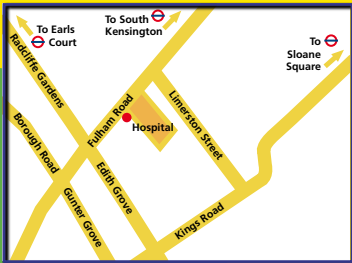 To Earls
Court
To South
Kensington
To
Sloane
Square
Radcliffe Gardens
Borough Road
Fulham Road
Limerston Street
Hospital
Edith Grove
Gunter Grove
Kings Road